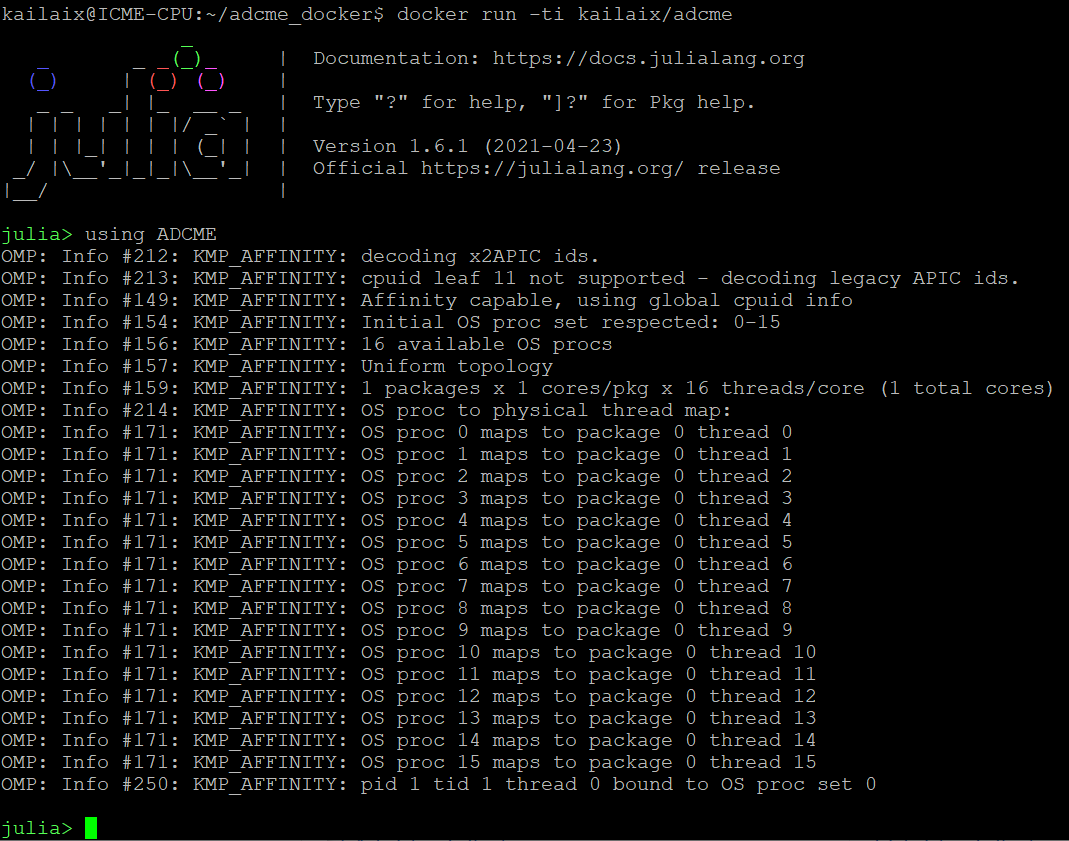 kailaix@ICME-CPU:~/adcme_docker$ docker run -ti kailaix/adcme
               _
   _       _ _(_)_     |  Documentation: https://docs.julialang.org
  (_)     | (_) (_)    |
   _ _   _| |_  __ _   |  Type "?" for help, "]?" for Pkg help.
  | | | | | | |/ _` |  |
  | | |_| | | | (_| |  |  Version 1.6.1 (2021-04-23)
 _/ |\__'_|_|_|\__'_|  |  Official https://julialang.org/ release
|__/                   |
julia> using ADCME
OMP: Info #212: KMP_AFFINITY: decoding x2APIC ids.
OMP: Info #213: KMP_AFFINITY: cpuid leaf 11 not supported - decoding legacy APIC ids.
OMP: Info #149: KMP_AFFINITY: Affinity capable, using global cpuid info
OMP: Info #154: KMP_AFFINITY: Initial OS proc set respected: 0-15
OMP: Info #156: KMP_AFFINITY: 16 available OS procs
OMP: Info #157: KMP_AFFINITY: Uniform topology
OMP: Info #159: KMP_AFFINITY: 1 packages x 1 cores/pkg x 16 threads/core (1 total cores)
OMP: Info #214: KMP_AFFINITY: OS proc to physical thread map:
OMP: Info #171: KMP_AFFINITY: OS proc 0 maps to package 0 thread 0
OMP: Info #171: KMP_AFFINITY: OS proc 1 maps to package 0 thread 1
OMP: Info #171: KMP_AFFINITY: OS proc 2 maps to package 0 thread 2
OMP: Info #171: KMP_AFFINITY: OS proc 3 maps to package 0 thread 3
OMP: Info #171: KMP_AFFINITY: OS proc 4 maps to package 0 thread 4
OMP: Info #171: KMP_AFFINITY: OS proc 5 maps to package 0 thread 5
OMP: Info #171: KMP_AFFINITY: OS proc 6 maps to package 0 thread 6
OMP: Info #171: KMP_AFFINITY: OS proc 7 maps to package 0 thread 7
OMP: Info #171: KMP_AFFINITY: OS proc 8 maps to package 0 thread 8
OMP: Info #171: KMP_AFFINITY: OS proc 9 maps to package 0 thread 9
OMP: Info #171: KMP_AFFINITY: OS proc 10 maps to package 0 thread 10
OMP: Info #171: KMP_AFFINITY: OS proc 11 maps to package 0 thread 11
OMP: Info #171: KMP_AFFINITY: OS proc 12 maps to package 0 thread 12
OMP: Info #171: KMP_AFFINITY: OS proc 13 maps to package 0 thread 13
OMP: Info #171: KMP_AFFINITY: OS proc 14 maps to package 0 thread 14
OMP: Info #171: KMP_AFFINITY: OS proc 15 maps to package 0 thread 15
OMP: Info #250: KMP_AFFINITY: pid 1 tid 1 thread 0 bound to OS proc set 0
julia>